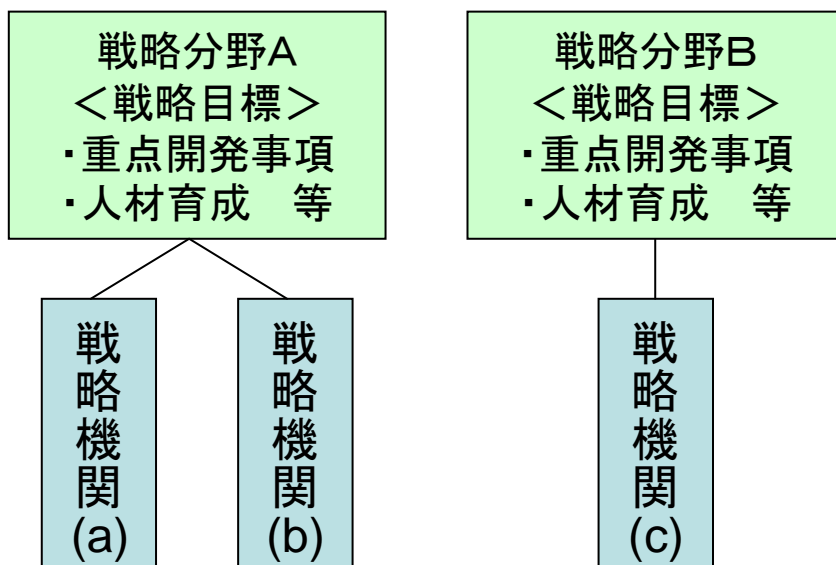 戦略分野A
＜戦略目標＞
・重点開発事項
・人材育成　等
戦略分野B
＜戦略目標＞
・重点開発事項
・人材育成　等
戦略機関(a)
戦略機関(b)
戦略機関(c)